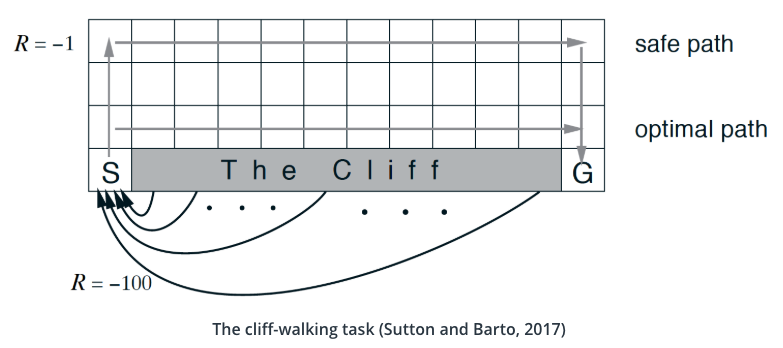 R = −1
safe path
optimal path
S
The Cliff
G
R = −100
The cliff-walking task (Sutton and Barto, 2017)